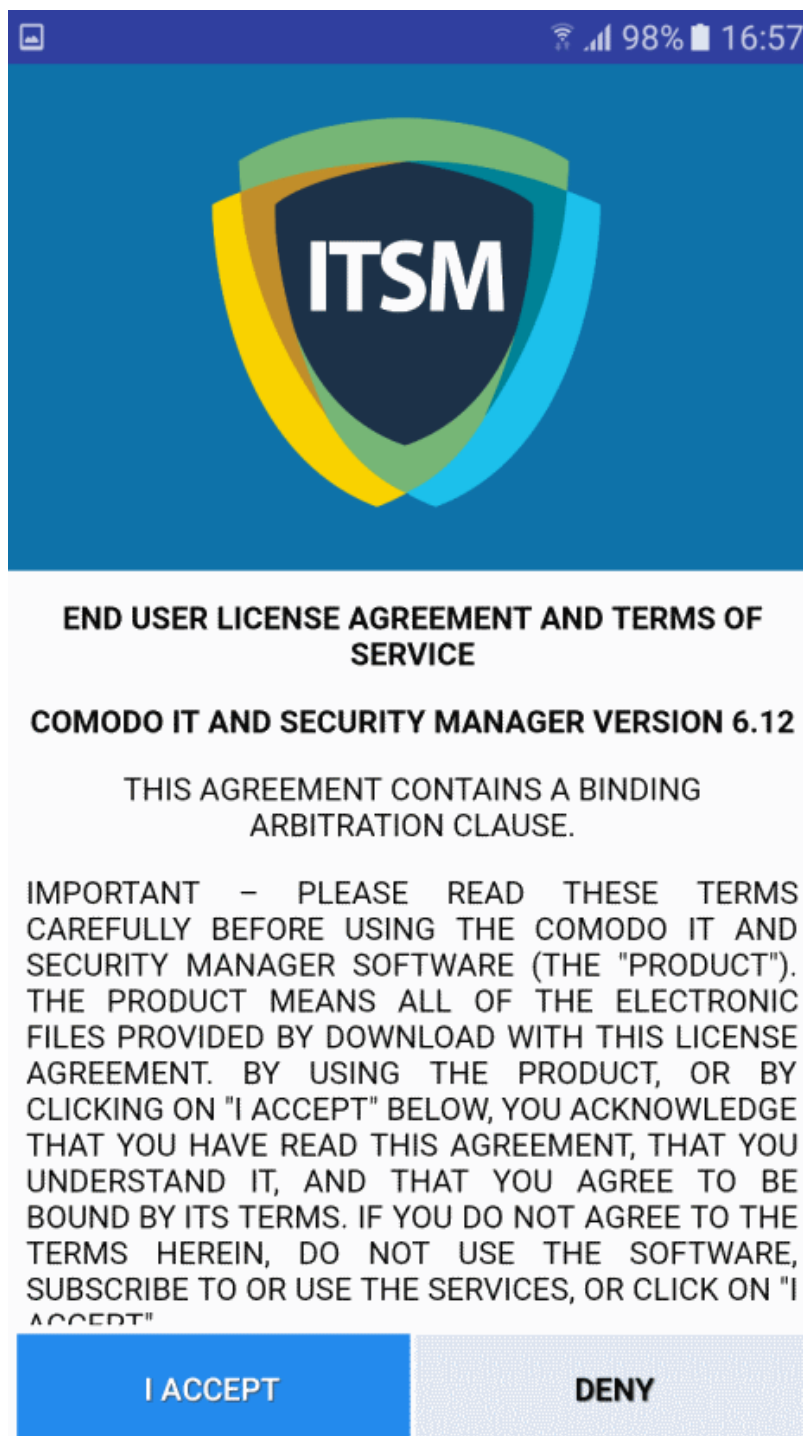 98% 16:57
ITSM
END USER LICENSE AGREEMENT AND TERMS OF
SERVICE
COMODO IT AND SECURITY MANAGER VERSION 6.12
THIS AGREEMENT CONTAINS A BINDING
ARBITRATION CLAUSE.
IMPORTANT – PLEASE READ THESE TERMS
CAREFULLY BEFORE USING THE COMODO IT AND
SECURITY MANAGER SOFTWARE (THE "PRODUCT").
THE PRODUCT MEANS ALL OF THE ELECTRONIC
FILES PROVIDED BY DOWNLOAD WITH THIS LICENSE
AGREEMENT. BY USING THE PRODUCT, OR BY
CLICKING ON "I ACCEPT" BELOW, YOU ACKNOWLEDGE
THAT YOU HAVE READ THIS AGREEMENT, THAT YOU
UNDERSTAND IT, AND THAT YOU AGREE TO BE
BOUND BY ITS TERMS. IF YOU DO NOT AGREE TO THE
TERMS HEREIN, DO NOT USE THE SOFTWARE,
SUBSCRIBE TO OR USE THE SERVICES, OR CLICK ON "I
ACCEPT"
I ACCEPT DENY